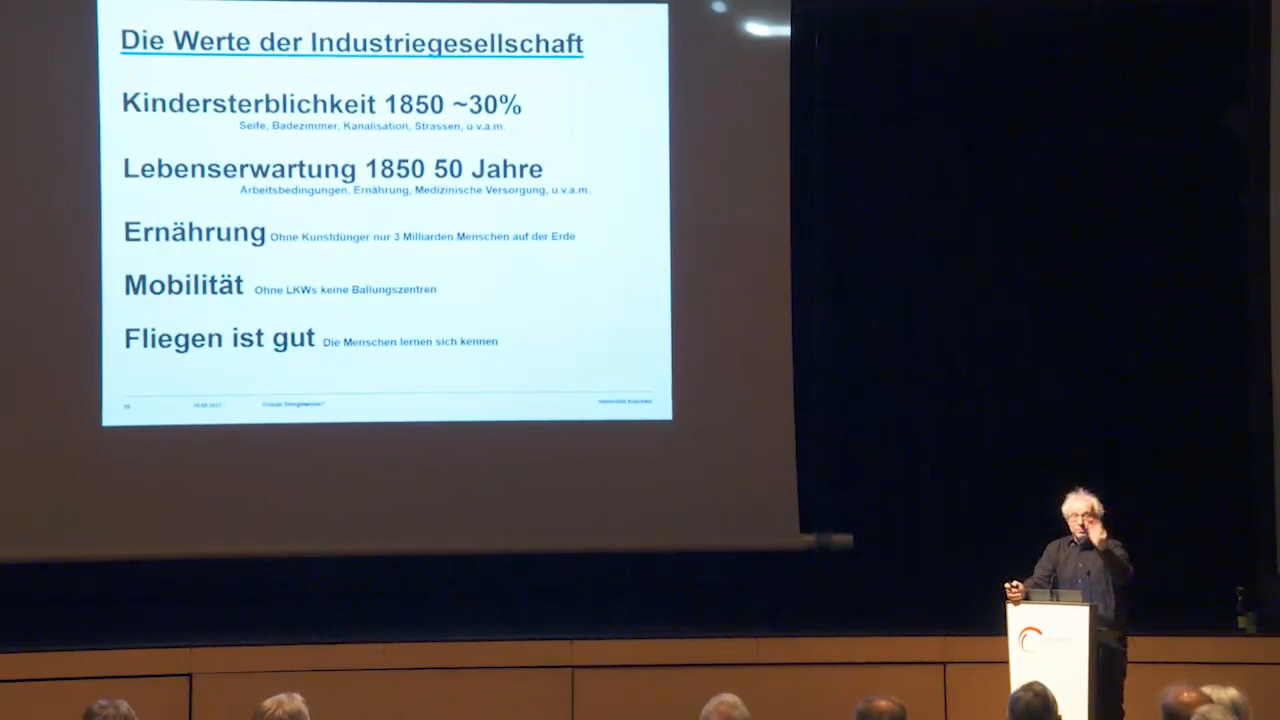 Die Werte der Industriegesellschaft
Kindersterblichkeit 1850 ~30%
Seife, Badezimmer, Kanalisation, Strassen, u.v.a.m.
Lebenserwartung 1850 50 Jahre
Arbeitsbedingungen, Ernährung, Medizinische Versorgung, u.v.a.m.
Ernährung Ohne Kunstdünger nur 3 Milliarden Menschen auf der Erde
Mobilität Ohne LKWs keine Ballungszentren
Fliegen ist gut Die Menschen lernen sich kennen